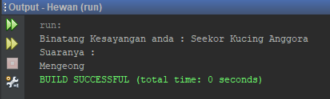 Output - Hewan (run)
run:
Binatang Kesayangan anda : Seekor Kucing Anggora
Suaranya :
Mengeong
BUILD SUCCESSFUL (total time: 0 seconds)